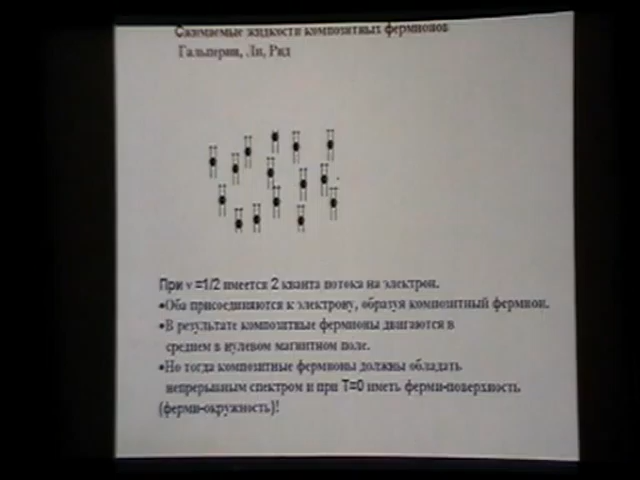 Сжимаемые жидкости композитных фермионов
Гальперин, Ли, Рид
При ν =1/2 имеется 2 кванта потока на электрон.
•Оба присоединяются к электрону, образуя композитный фермион.
•В результате композитные фермионы двигаются в
среднем в нулевом магнитном поле.
•Но тогда композитные фермионы должны обладать
непрерывным спектром и при T=0 иметь ферми-поверхность
(ферми-окружность)!